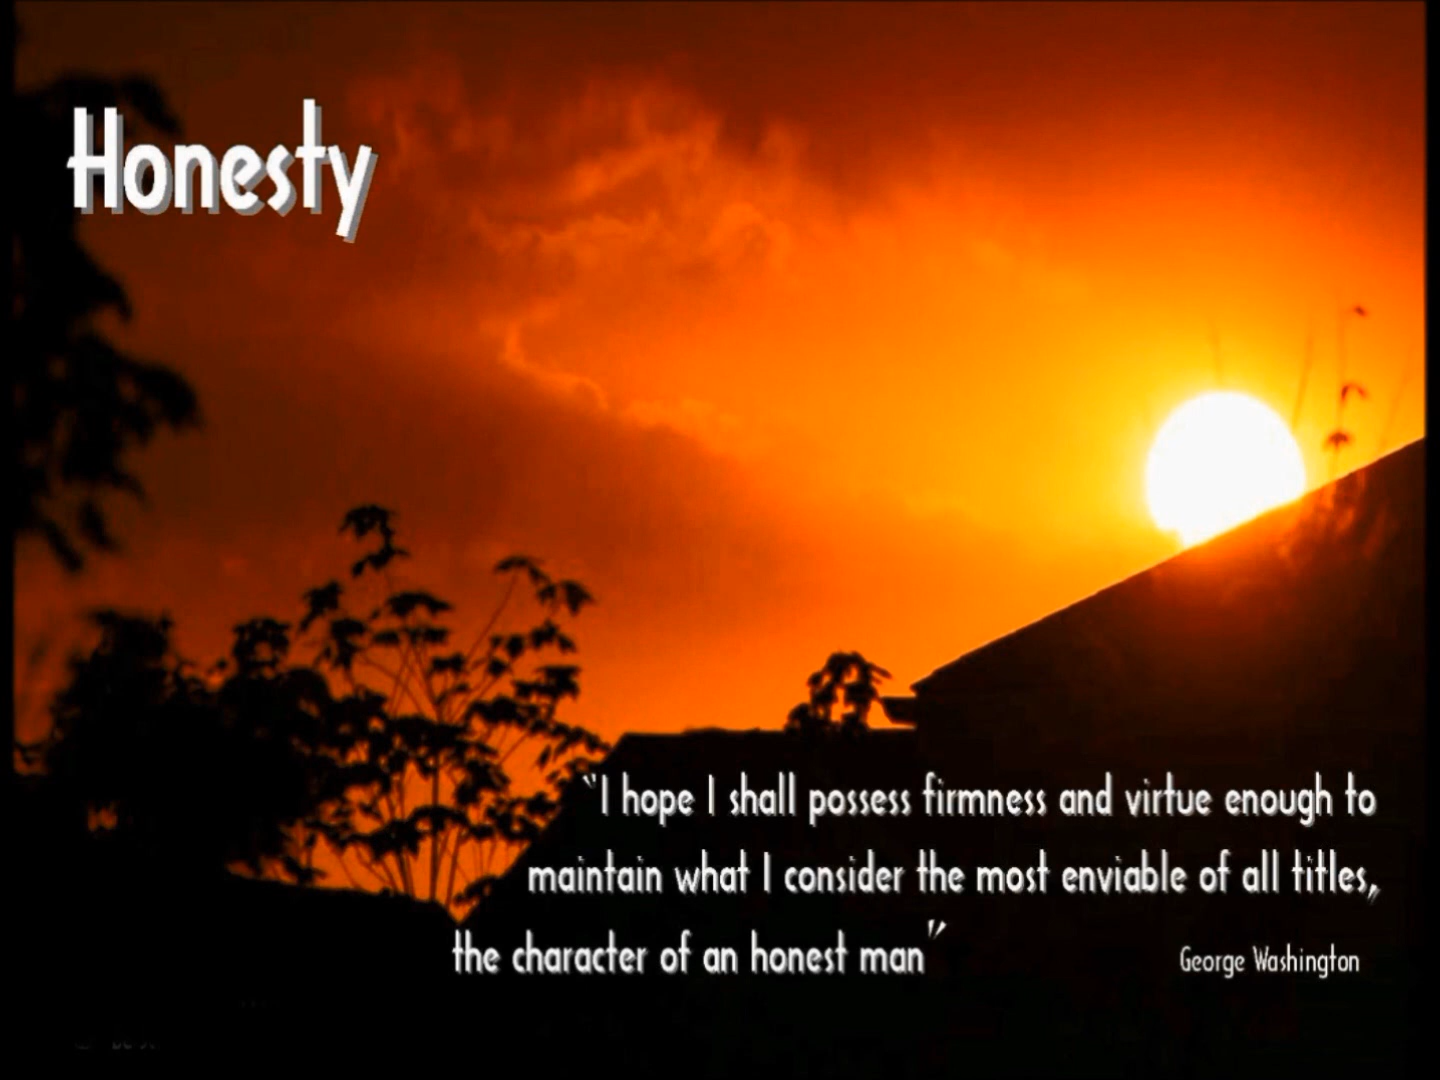 Honesty
"I hope I shall possess firmness and virtue enough to
maintain what I consider the most enviable of all titles,
the character of an honest man"
George Washington